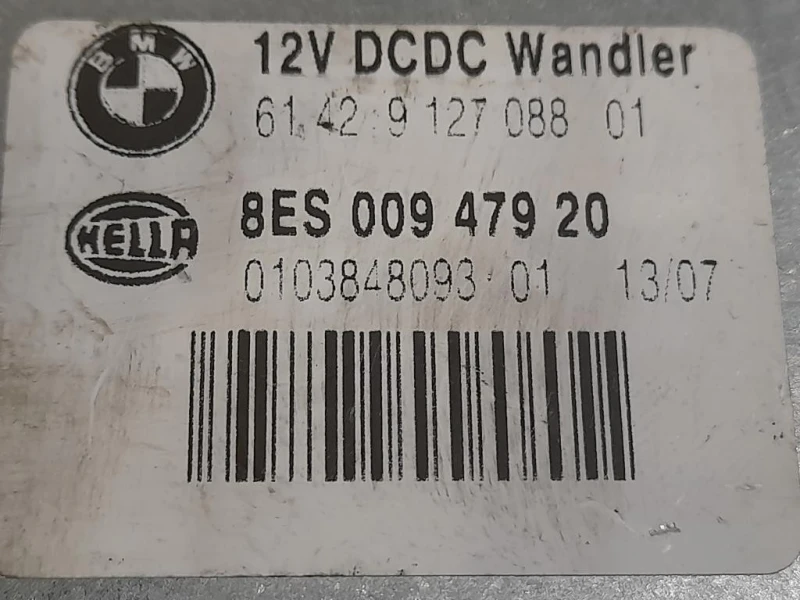 BMW
12V DCDC Wandler
61.42 9 127 088 01
HELLA
8ES 009 479 20
0103848093 01 13/07